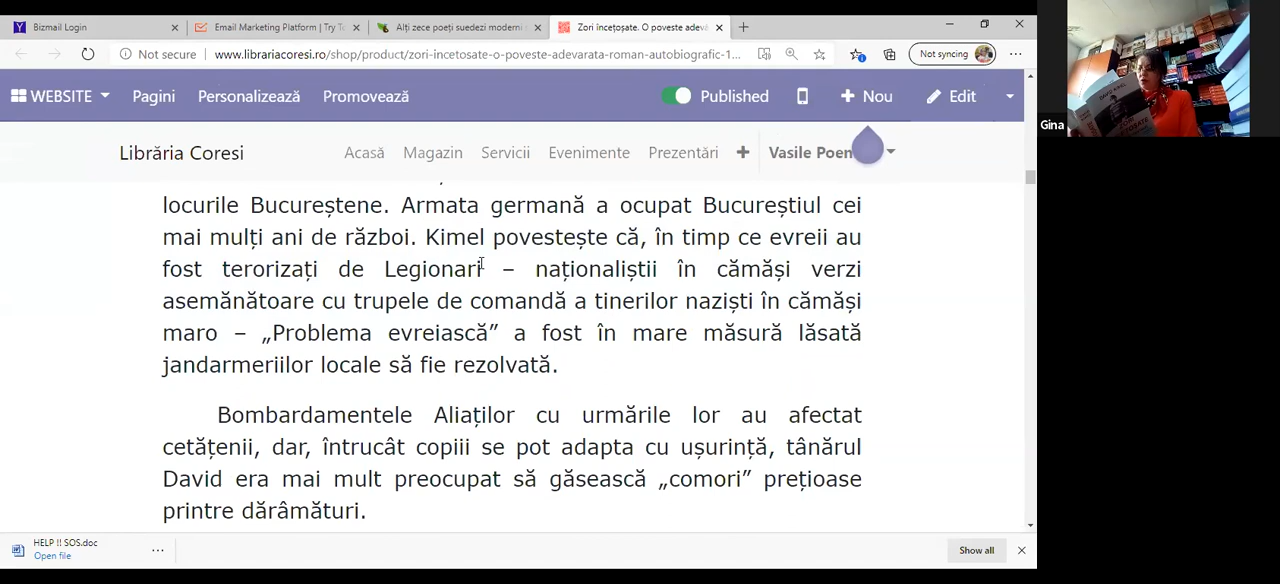 Bizmail Login
Email Marketing Platform | Try T
Alți zece poeți suedezi moderni
Zori încețoșate. O poveste adevă
Not secure
www.librariacoresi.ro/shop/product/zori-incetosate-o-poveste-adevarata-roman-autobiografic-1...
Not syncing
WEBSITE Pagini Personalizează Promovează Published Nou Edit
Librăria Coresi Acasă Magazin Servicii Evenimente Prezentări Vasile Poen
locurile Bucureștene. Armata germană a ocupat Bucureștiul cei
mai mulți ani de război. Kimel povestește că, în timp ce evreii au
fost terorizați de Legionari – naționaliștii în cămăși verzi
asemănătoare cu trupele de comandă a tinerilor naziști în cămăși
maro – „Problema evreiască” a fost în mare măsură lăsată
jandarmeriilor locale să fie rezolvată.
Bombardamentele Aliaților cu urmările lor au afectat
cetățenii, dar, întrucât copiii se pot adapta cu ușurință, tânărul
David era mai mult preocupat să găsească „comori” prețioase
printre dărâmături.
HELP !! SOS.doc
Open file
Show all
Gina
DAVID KIMEL